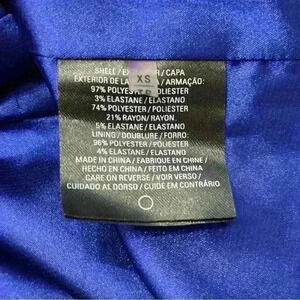 XS
SHELL / CAPA
EXTERIOR DE LA / ARMAÇÃO:
97% POLYESTER / POLIESTER
3% ELASTANE / ELASTANO
74% POLYESTER / POLIESTER
21% RAYON / RAYON
5% ELASTANE / ELASTANO
LINING / DOUBLURE / FORRO:
96% POLYESTER / POLIESTER
4% ELASTANE / ELASTANO
MADE IN CHINA / FABRIQUE EN CHINE /
HECHO EN CHINA / FEITO EM CHINA
CARE ON REVERSE / VOIR VERSO /
CUIDADO AL DORSO / CUIDE EM CONTRÁRIO